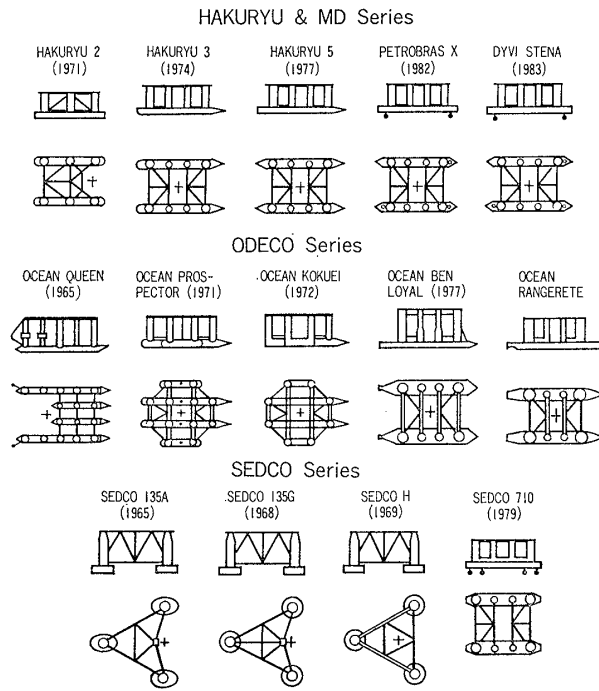 HAKURYU & MD Series
HAKURYU 2
(1971)
HAKURYU 3
(1974)
HAKURYU 5
(1977)
PETROBRAS X
(1982)
DYVI STENA
(1983)
ODECO Series
OCEAN QUEEN
(1965)
OCEAN PROS-
PECTOR (1971)
.OCEAN KOKUEI
(1972)
OCEAN BEN
LOYAL (1977)
OCEAN
RANGERETE
SEDCO Series
SEDCO 135A
(1965)
.SEDCO 135G
(1968)
SEDCO H
(1969)
SEDCO 710
(1979)